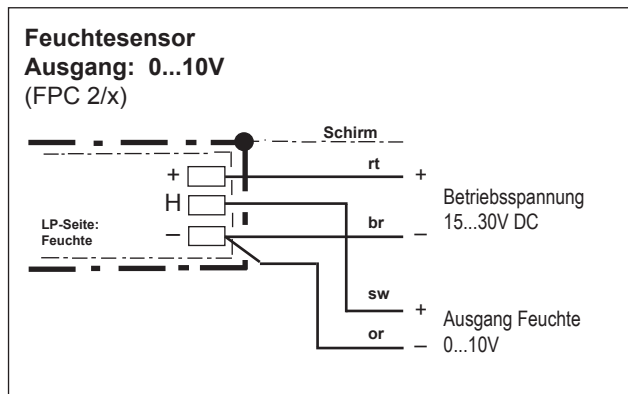 Feuchtesensor
Ausgang: 0...10V
(FPC 2/x)
Schirm
rt
+ +
H
Betriebsspannung
15...30V DC
LP-Seite:
Feuchte
– br –
sw
+
Ausgang Feuchte
0...10V
or –